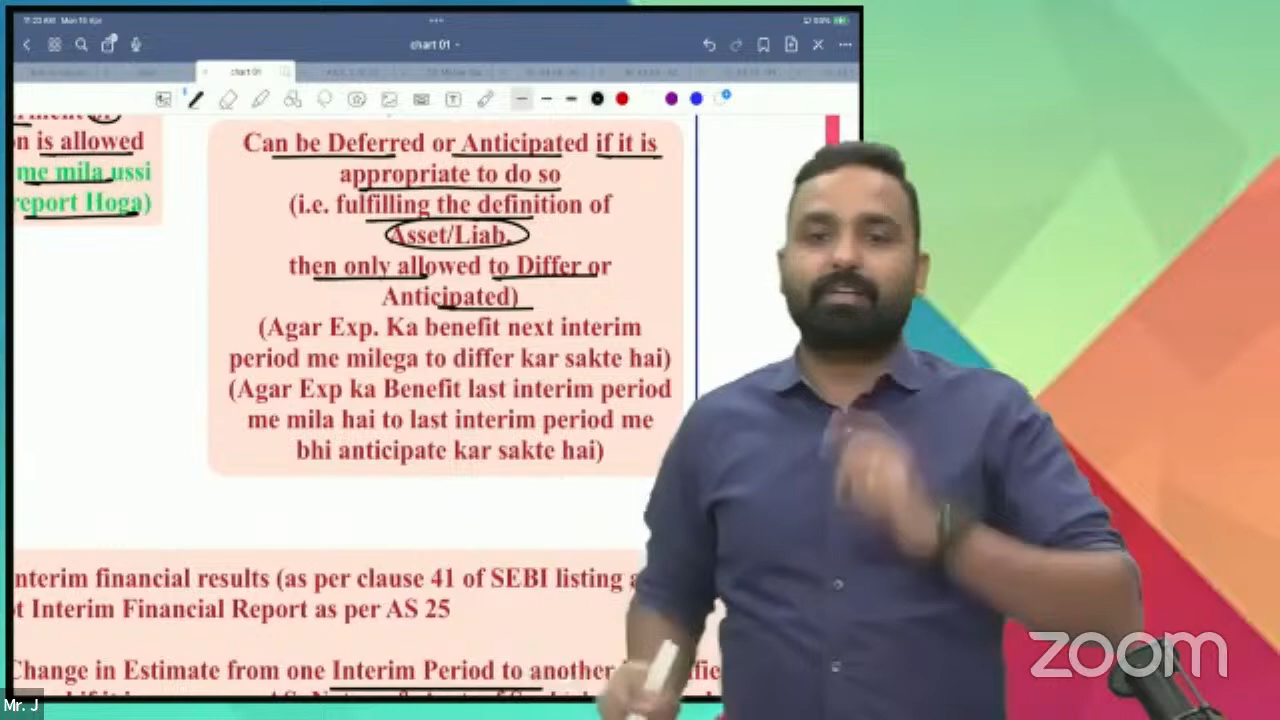 Mon
chart 01
chart 01
n is allowed
me mila ussi
report Hoga)
Can be Deferred or Anticipated if it is
appropriate to do so
(i.e. fulfilling the definition of
Asset/Liab.
then only allowed to Differ or
Anticipated)
(Agar Exp. Ka benefit next interim
period me milega to differ kar sakte hai)
(Agar Exp ka Benefit last interim period
me mila hai to last interim period me
bhi anticipate kar sakte hai)
nterim financial results (as per clause 41 of SEBI listing
t Interim Financial Report as per AS 25
Change in Estimate from one Interim Period to another
zoom
Mr. J